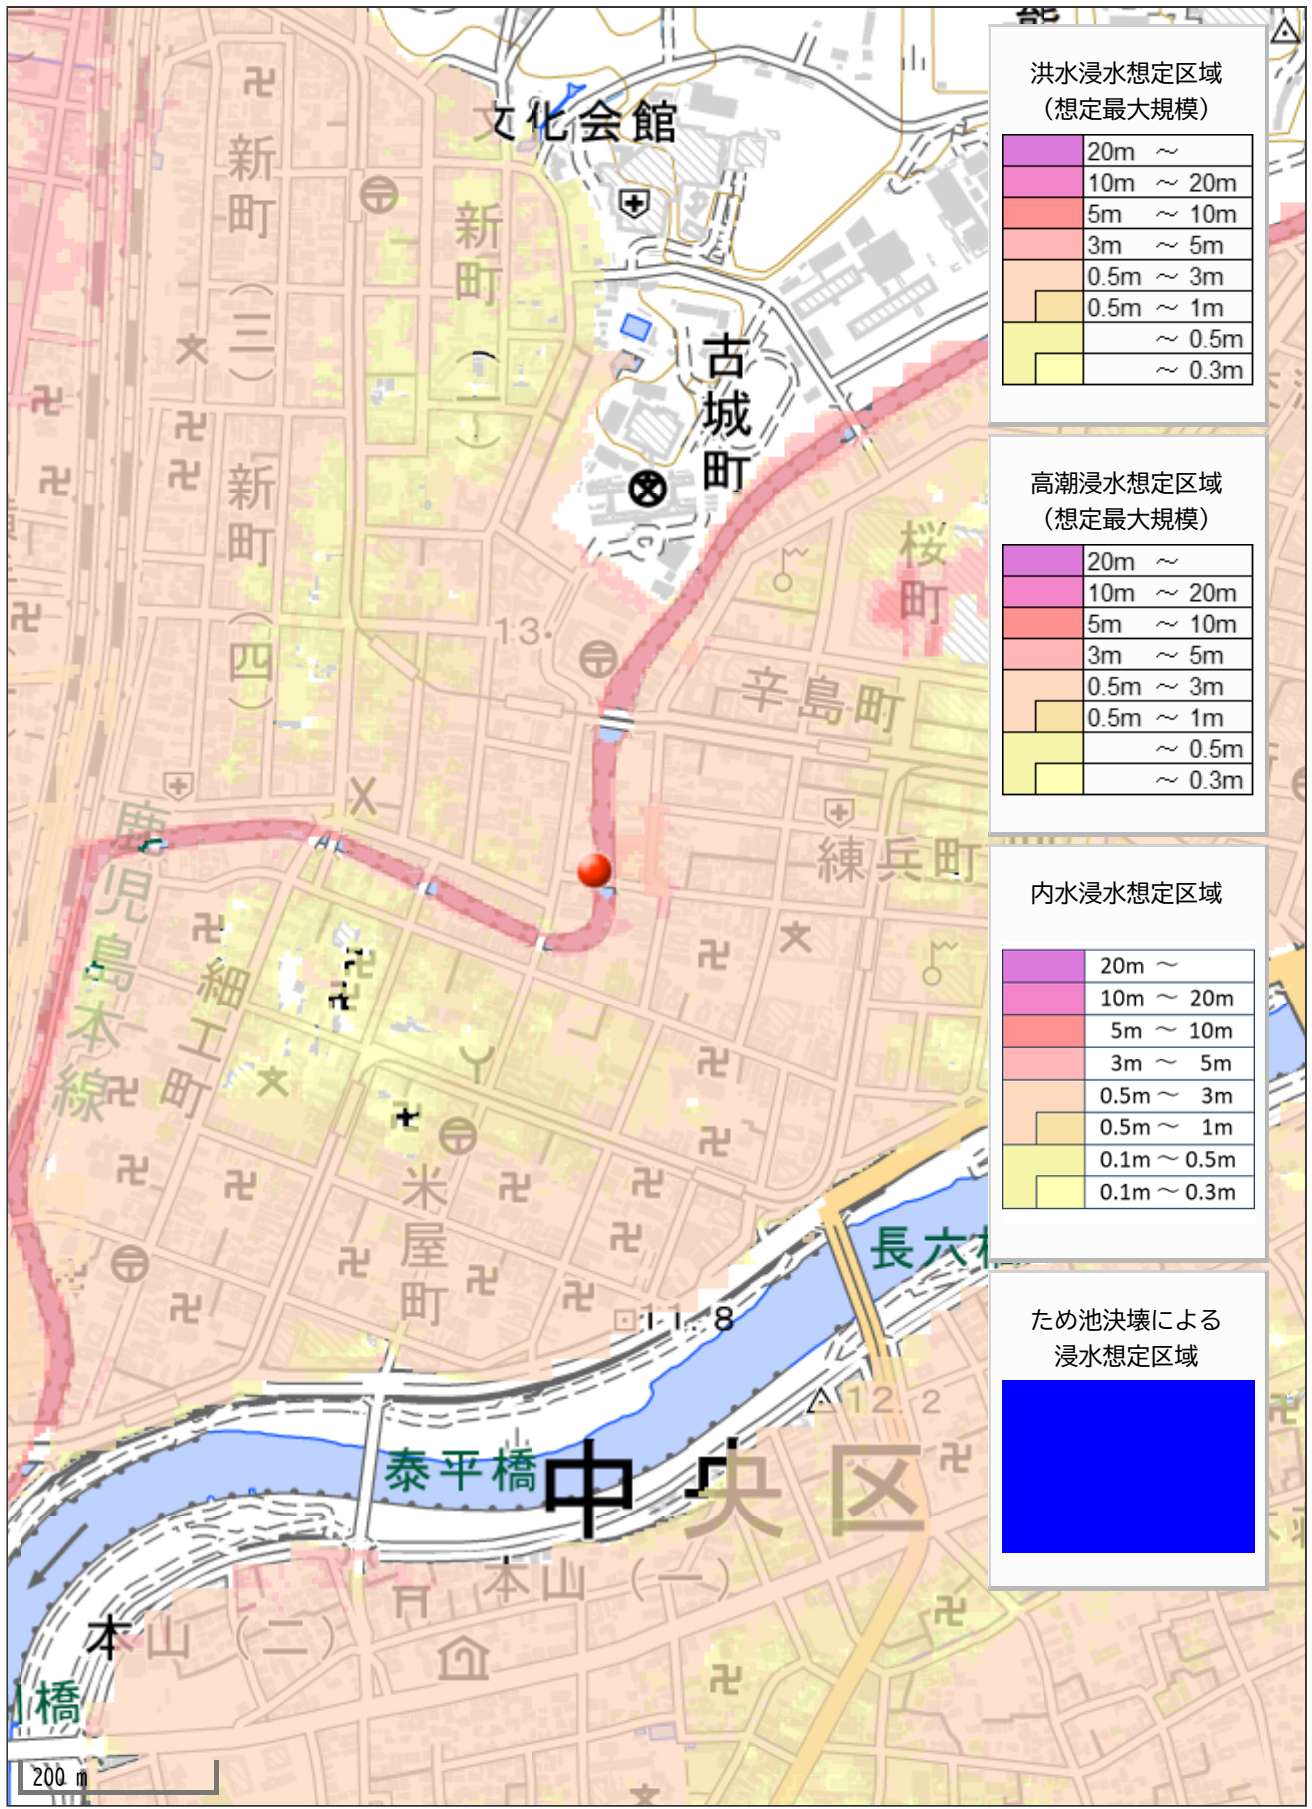 文化会館
新町
(三)
新町
(二)
新町
(四)
古城町
桜町
13
辛島町
練兵町
鹿児島本線
細工町
米屋町
11.8
長六橋
12.2
泰平橋
中央区
本山(一)
本山(二)
橋
200 m
洪水浸水想定区域
(想定最大規模)
20m ～
10m ～ 20m
5m ～ 10m
3m ～ 5m
0.5m ～ 3m
0.5m ～ 1m
～ 0.5m
～ 0.3m
高潮浸水想定区域
(想定最大規模)
20m ～
10m ～ 20m
5m ～ 10m
3m ～ 5m
0.5m ～ 3m
0.5m ～ 1m
～ 0.5m
～ 0.3m
内水浸水想定区域
20m ～
10m ～ 20m
5m ～ 10m
3m ～ 5m
0.5m ～ 3m
0.5m ～ 1m
0.1m ～ 0.5m
0.1m ～ 0.3m
ため池決壊による
浸水想定区域